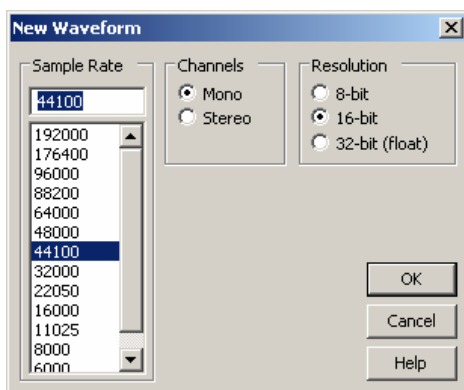 New Waveform
Sample Rate
44100
192000
176400
96000
88200
64000
48000
44100
32000
22050
16000
11025
8000
6000
Channels
Mono
Stereo
Resolution
8-bit
16-bit
32-bit (float)
OK
Cancel
Help